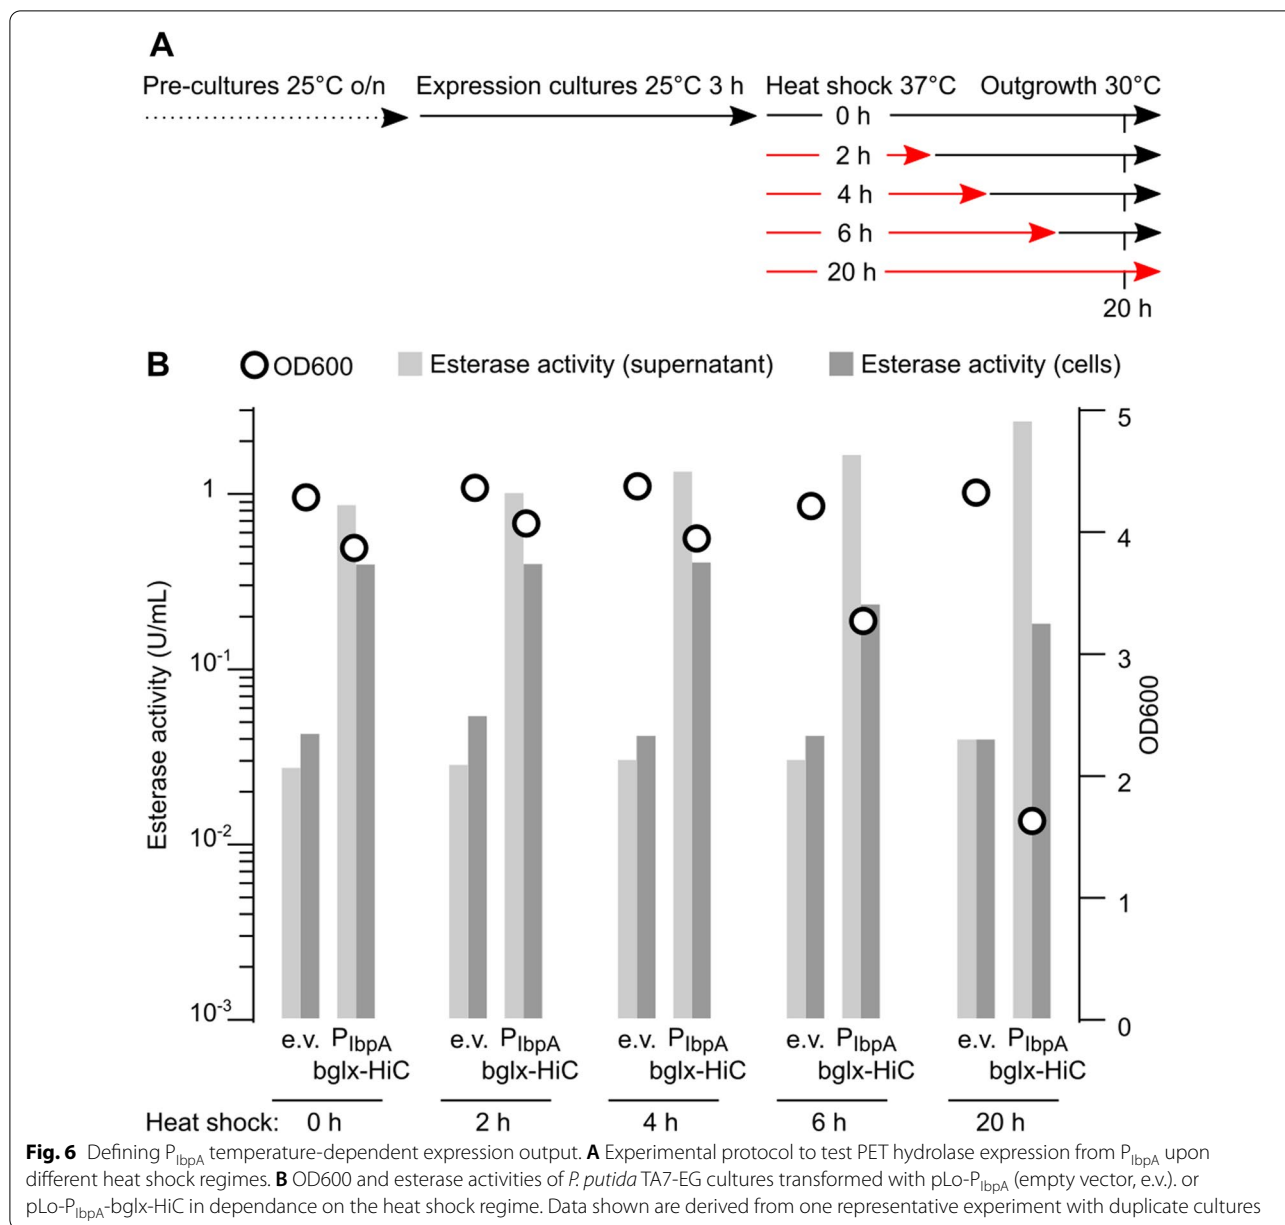 A
Pre-cultures 25°C o/n Expression cultures 25°C 3 h Heat shock 37°C Outgrowth 30°C
0 h
2 h
4 h
6 h
20 h
20 h
B
OD600 Esterase activity (supernatant) Esterase activity (cells)
Esterase activity (U/mL)
1
10-1
10-2
10-3
5
4
3
2
1
0
OD600
e.v. PIbpA e.v. PIbpA e.v. PIbpA e.v. PIbpA e.v. PIbpA
bglx-HiC bglx-HiC bglx-HiC bglx-HiC bglx-HiC
Heat shock: 0 h 2 h 4 h 6 h 20 h
Fig. 6 Defining PIbpA temperature-dependent expression output. A Experimental protocol to test PET hydrolase expression from PIbpA upon
different heat shock regimes. B OD600 and esterase activities of P. putida TA7-EG cultures transformed with pLo-PIbpA (empty vector, e.v.). or
pLo-PIbpA-bglx-HiC in dependance on the heat shock regime. Data shown are derived from one representative experiment with duplicate cultures